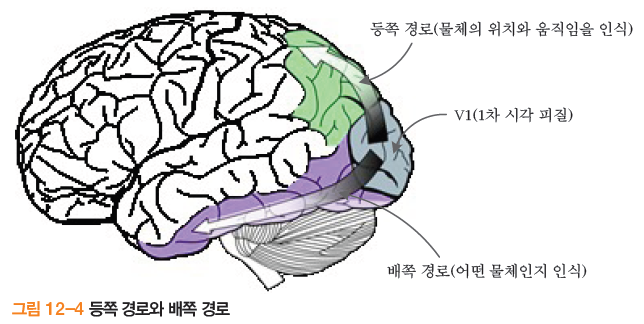 등쪽 경로(물체의 위치와 움직임을 인식)
V1(1차 시각 피질)
배쪽 경로(어떤 물체인지 인식)
그림 12-4 등쪽 경로와 배쪽 경로